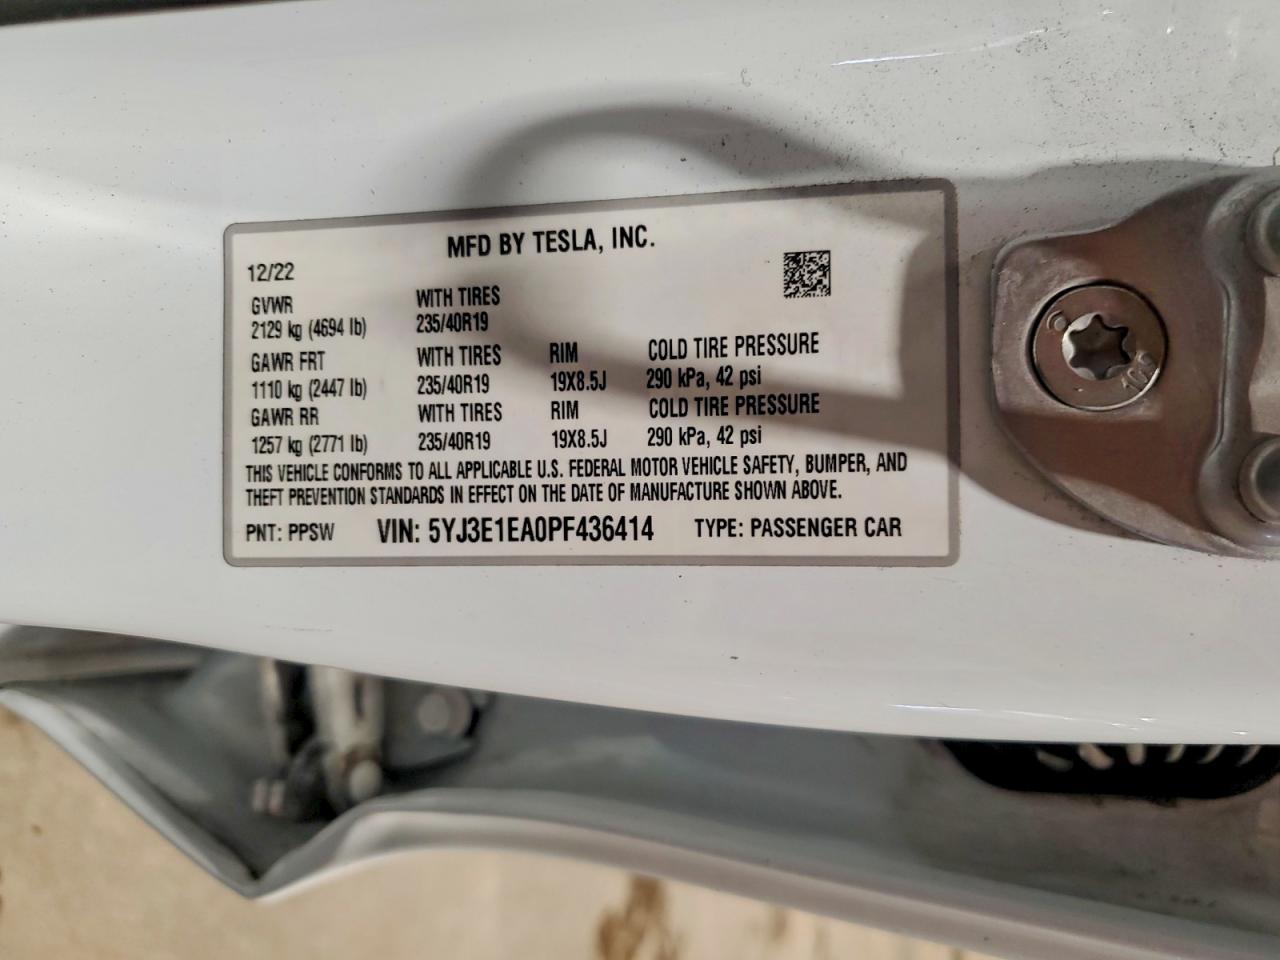 MFD BY TESLA, INC.
12/22
GVWR WITH TIRES
2129 kg (4694 lb) 235/40R19
GAWR FRT WITH TIRES RIM COLD TIRE PRESSURE
1110 kg (2447 lb) 235/40R19 19X8.5J 290 kPa, 42 psi
GAWR RR WITH TIRES RIM COLD TIRE PRESSURE
1257 kg (2771 lb) 235/40R19 19X8.5J 290 kPa, 42 psi
THIS VEHICLE CONFORMS TO ALL APPLICABLE U.S. FEDERAL MOTOR VEHICLE SAFETY, BUMPER, AND
THEFT PREVENTION STANDARDS IN EFFECT ON THE DATE OF MANUFACTURE SHOWN ABOVE.
PNT: PPSW VIN: 5YJ3E1EA0PF436414 TYPE: PASSENGER CAR